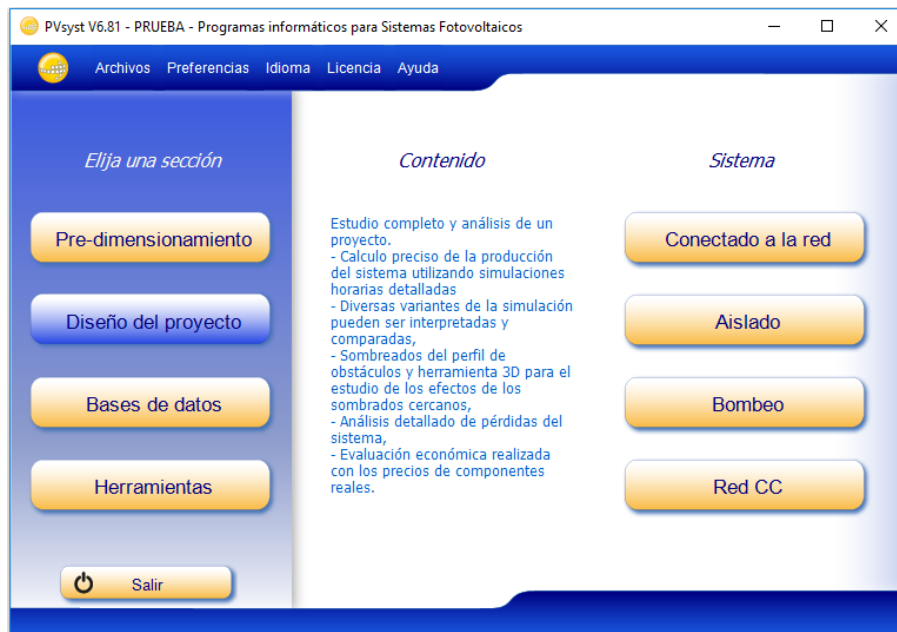 PVsyst V6.81 - PRUEBA - Programas informáticos para Sistemas Fotovoltaicos
Archivos Preferencias Idioma Licencia Ayuda
Elija una sección
Pre-dimensionamiento
Diseño del proyecto
Bases de datos
Herramientas
Salir
Contenido
Estudio completo y análisis de un
proyecto.
- Calculo preciso de la producción
del sistema utilizando simulaciones
horarias detalladas
- Diversas variantes de la simulación
pueden ser interpretadas y
comparadas,
- Sombreados del perfil de
obstáculos y herramienta 3D para el
estudio de los efectos de los
sombrados cercanos,
- Análisis detallado de pérdidas del
sistema,
- Evaluación económica realizada
con los precios de componentes
reales.
Sistema
Conectado a la red
Aislado
Bombeo
Red CC